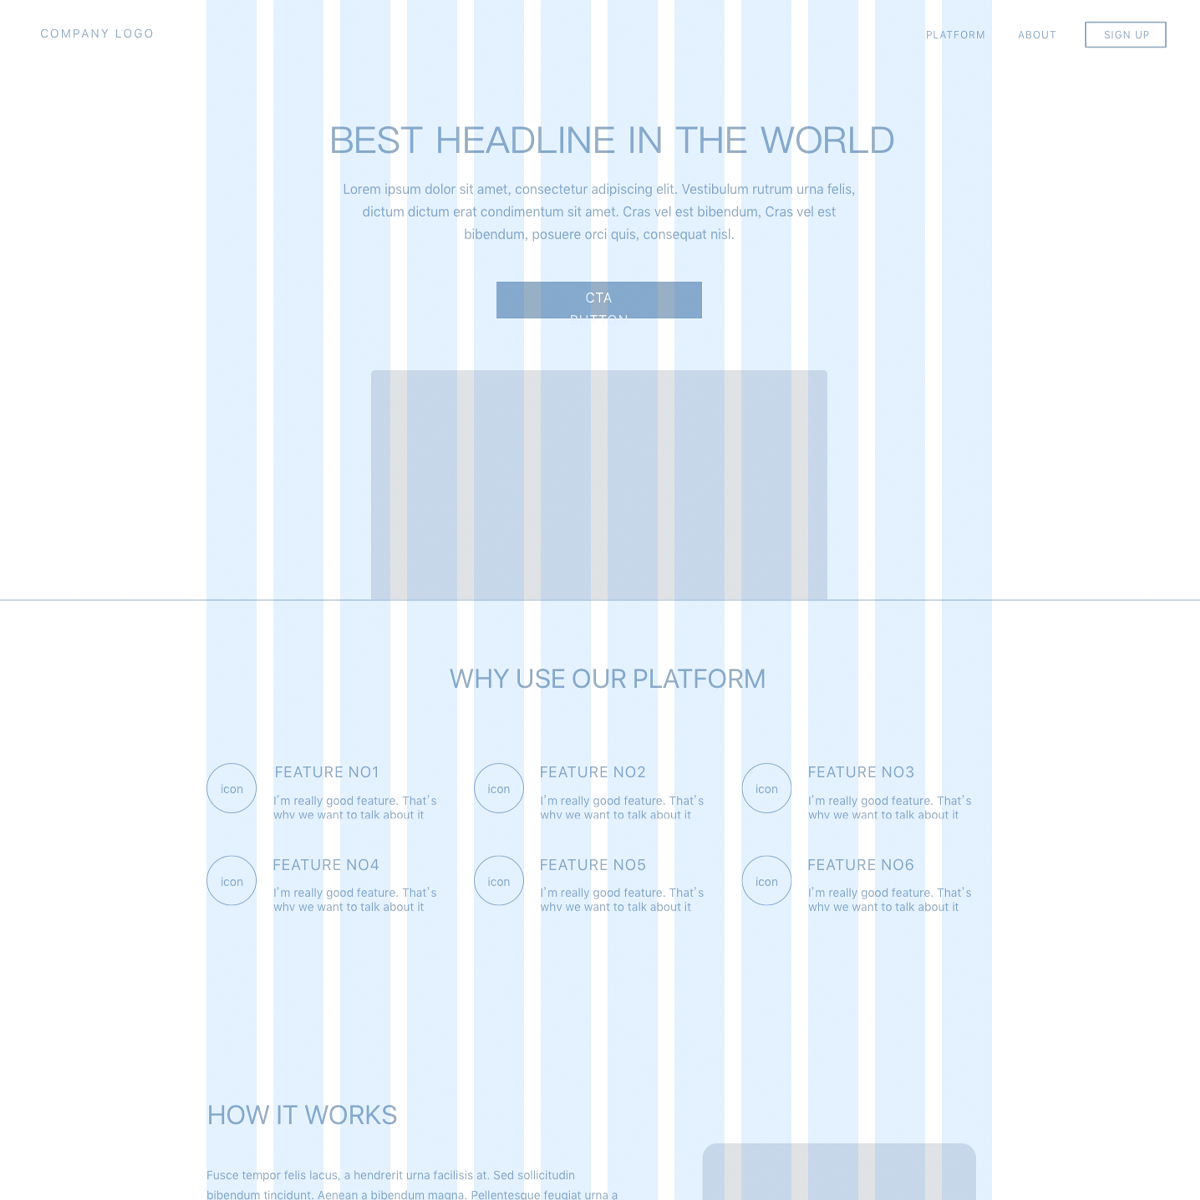 COMPANY LOGO
PLATFORM
ABOUT
SIGN UP
BEST HEADLINE IN THE WORLD
Lorem ipsum dolor sit amet, consectetur adipiscing elit. Vestibulum rutrum urna felis,
dictum dictum erat condimentum sit amet. Cras vel est bibendum, Cras vel est
bibendum, posuere orci quis, consequat nisl.
CTA
BUTTON
WHY USE OUR PLATFORM
icon
FEATURE NO1
I'm really good feature. That's
why we want to talk about it
icon
FEATURE NO2
I'm really good feature. That's
why we want to talk about it
icon
FEATURE NO3
I'm really good feature. That's
why we want to talk about it
icon
FEATURE NO4
I'm really good feature. That's
why we want to talk about it
icon
FEATURE NO5
I'm really good feature. That's
why we want to talk about it
icon
FEATURE NO6
I'm really good feature. That's
why we want to talk about it
HOW IT WORKS
Fusce tempor felis lacus, a hendrerit urna facilisis at. Sed sollicitudin
bibendum tincidunt. Aenean a bibendum magna. Pellentesque feugiat urna a